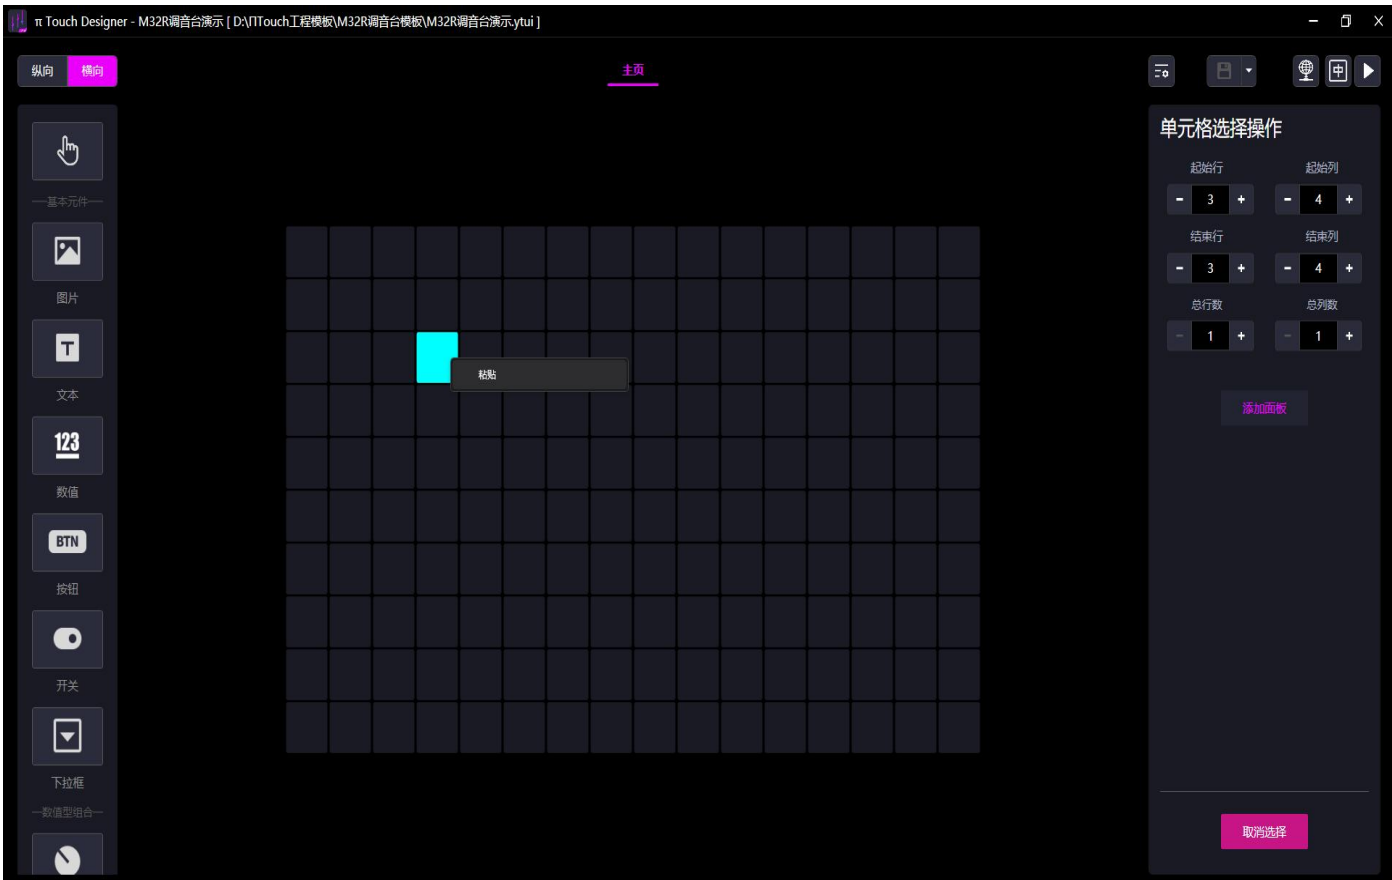 π Touch Designer - M32R调音台演示 [ D:\ΠTouch工程模板\M32R调音台模板\M32R调音台演示.ytui ]
纵向 横向
主页
中
单元格选择操作
起始行 起始列
- 3 + - 4 +
结束行 结束列
- 3 + - 4 +
总行数 总列数
- 1 + - 1 +
添加面板
取消选择
基本元件
图片
T
文本
123
数值
BTN
按钮
开关
下拉框
数值型组合
粘贴